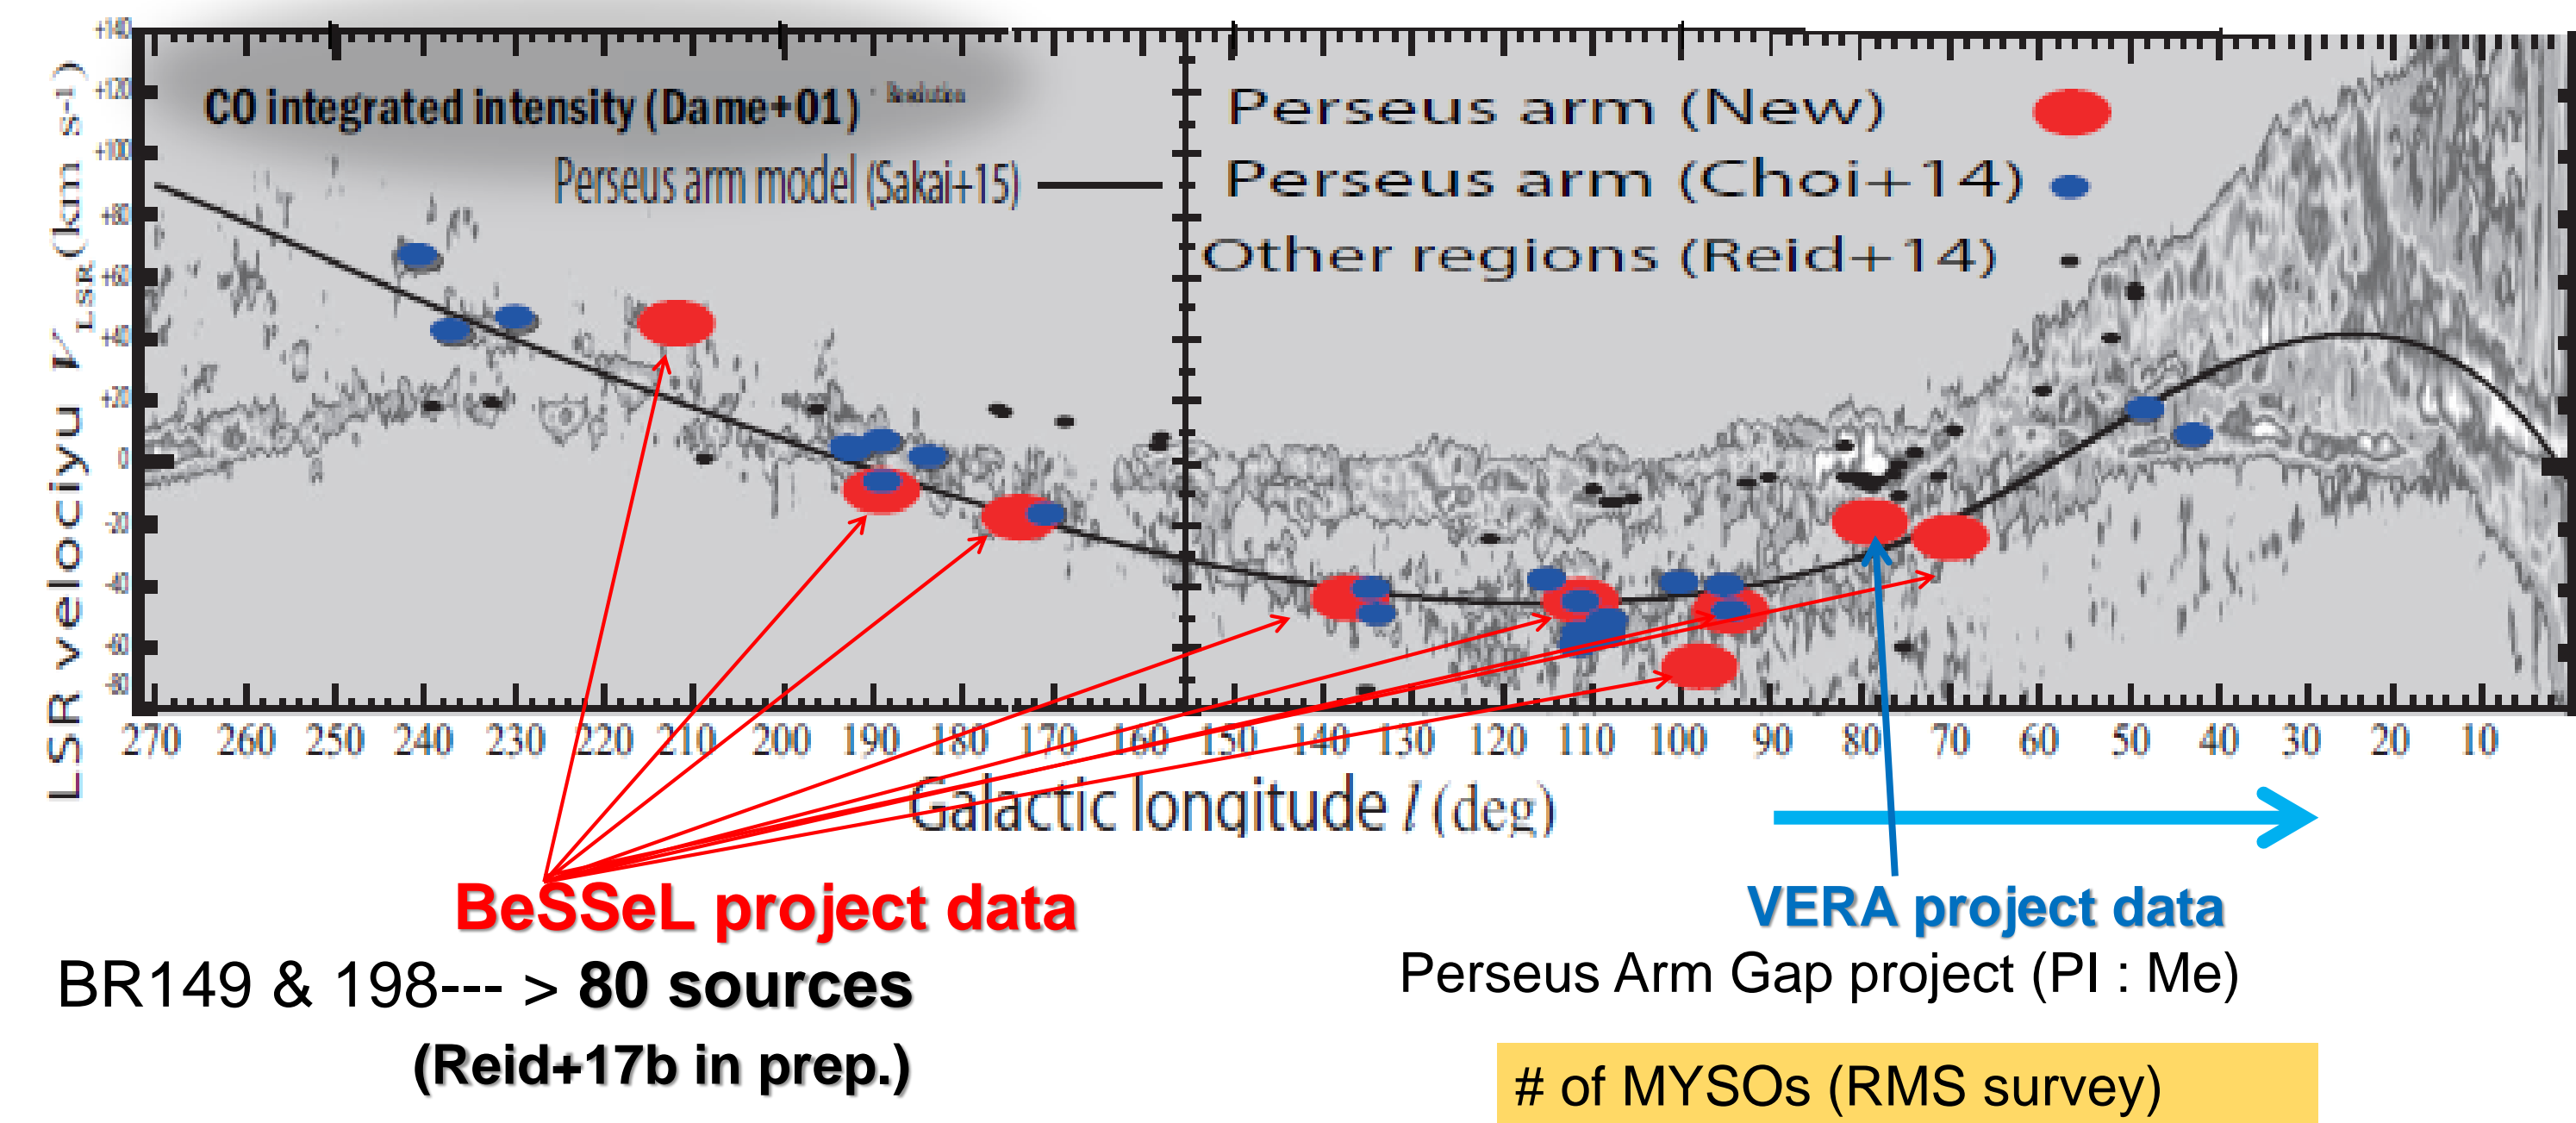 LSR velociyu VLSR (km s-1)
+140
+120
+100
+80
+60
+40
+20
0
-20
-40
-60
-80
CO integrated intensity (Dame+01) Resolution
Perseus arm model (Sakai+15)
Perseus arm (New)
Perseus arm (Choi+14)
Other regions (Reid+14)
270 260 250 240 230 220 210 200 190 180 170 160 150 140 130 120 110 100 90 80 70 60 50 40 30 20 10
Galactic longitude l (deg)
BeSSeL project data
BR149 & 198--- > 80 sources
(Reid+17b in prep.)
VERA project data
Perseus Arm Gap project (PI : Me)
# of MYSOs (RMS survey)